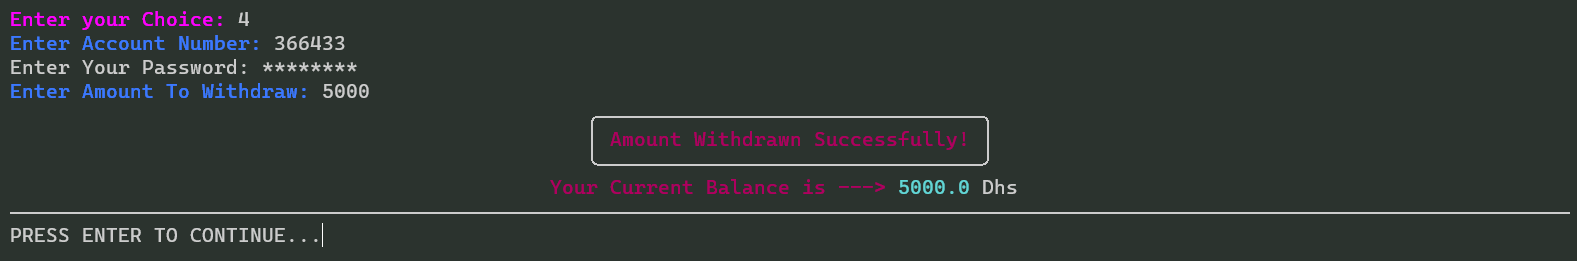 Enter your Choice: 4
Enter Account Number: 366433
Enter Your Password: ********
Enter Amount To Withdraw: 5000
Amount Withdrawn Successfully!
Your Current Balance is ---> 5000.0 Dhs
PRESS ENTER TO CONTINUE...